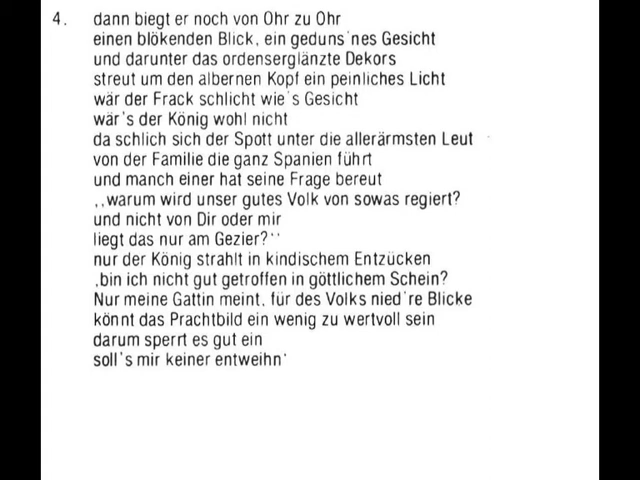 4. dann biegt er noch von Ohr zu Ohr
einen blökenden Blick, ein geduns'nes Gesicht
und darunter das ordenserglänzte Dekors
streut um den albernen Kopf ein peinliches Licht
wär der Frack schlicht wie's Gesicht
wär's der König wohl nicht
da schlich sich der Spott unter die allerärmsten Leut
von der Familie die ganz Spanien führt
und manch einer hat seine Frage bereut
,,warum wird unser gutes Volk von sowas regiert?
und nicht von Dir oder mir
liegt das nur am Gezier?''
nur der König strahlt in kindischem Entzücken
,bin ich nicht gut getroffen in göttlichem Schein?
Nur meine Gattin meint, für des Volks nied're Blicke
könnt das Prachtbild ein wenig zu wertvoll sein
darum sperrt es gut ein
soll's mir keiner entweihn'